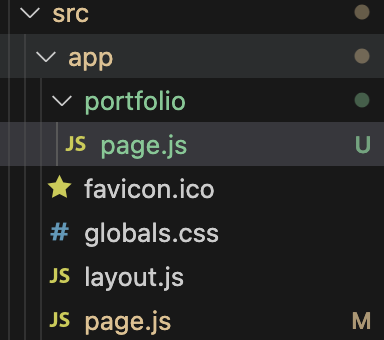 src
app
portfolio
JS page.js U
favicon.ico
# globals.css
JS layout.js
JS page.js M